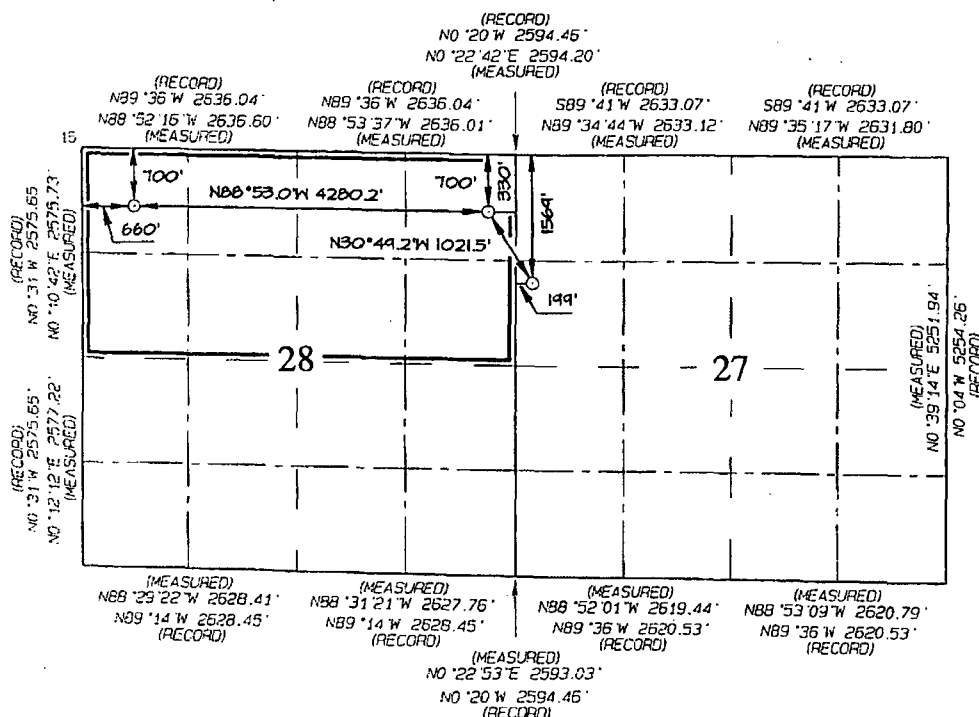 (RECORD)
N0°20'W 2594.46'
N0°22'42"E 2594.20'
(MEASURED)
(RECORD)
N89°36'W 2636.04'
N88°52'16"W 2636.60'
(MEASURED)
(RECORD)
N89°36'W 2636.04'
N88°53'37"W 2636.01'
(MEASURED)
(RECORD)
S89°41'W 2633.07'
N89°34'44"W 2633.12'
(MEASURED)
(RECORD)
S89°41'W 2633.07'
N89°35'17"W 2631.80'
(MEASURED)
15
700'
N88°53.0'W 4280.2'
700'
330'
1569'
660'
N30°49.2'W 1021.5'
199'
(RECORD)
N0°31'W 2575.65
N0°10'42"E 2575.73'
(MEASURED)
28
27
(MEASURED)
N0°39'14"E 5251.94'
N0°04'W 5254.26'
(RECORD)
(RECORD)
N0°31'W 2575.65'
N0°12'12"E 2577.22'
(MEASURED)
(MEASURED)
N88°29'22"W 2628.41'
N89°14'W 2628.45'
(RECORD)
(MEASURED)
N88°31'21"W 2627.76'
N89°14'W 2628.45'
(RECORD)
(MEASURED)
N88°52'01"W 2619.44'
N89°36'W 2620.53'
(RECORD)
(MEASURED)
N88°53'09"W 2620.79'
N89°36'W 2620.53'
(RECORD)
(MEASURED)
N0°22'53"E 2593.03'
N0°20'W 2594.46'
(RECORD)